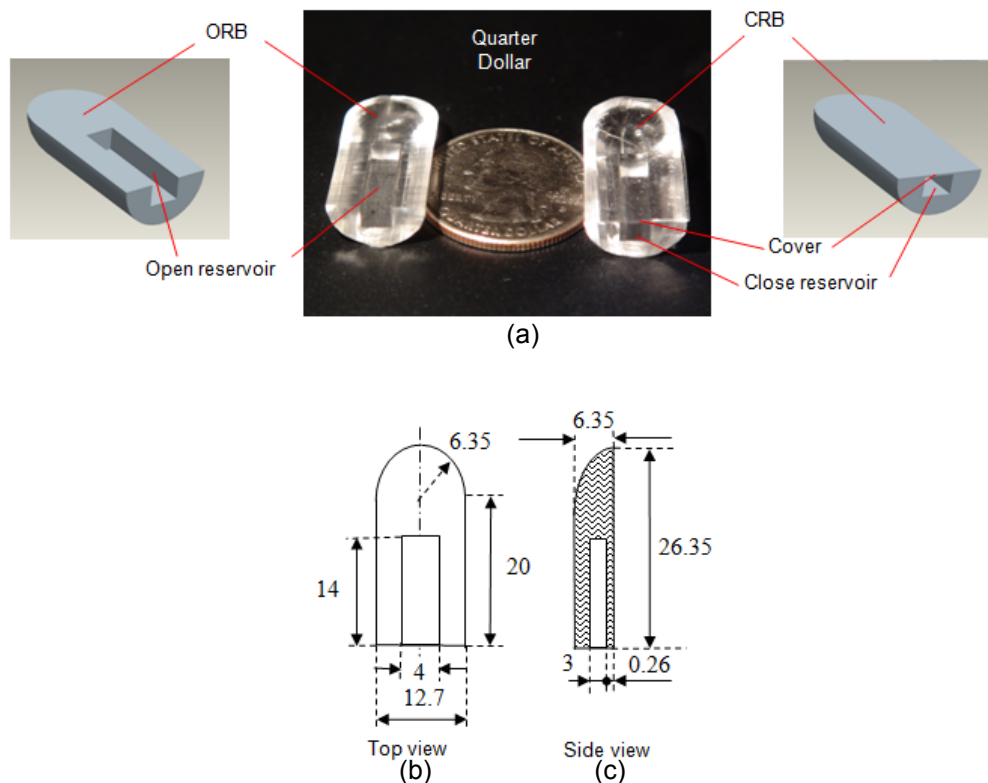 ORB
Quarter
Dollar
CRB
Open reservoir
Cover
Close reservoir
(a)
6.35
14
20
4
12.7
Top view
(b)
6.35
26.35
3
0.26
Side view
(c)